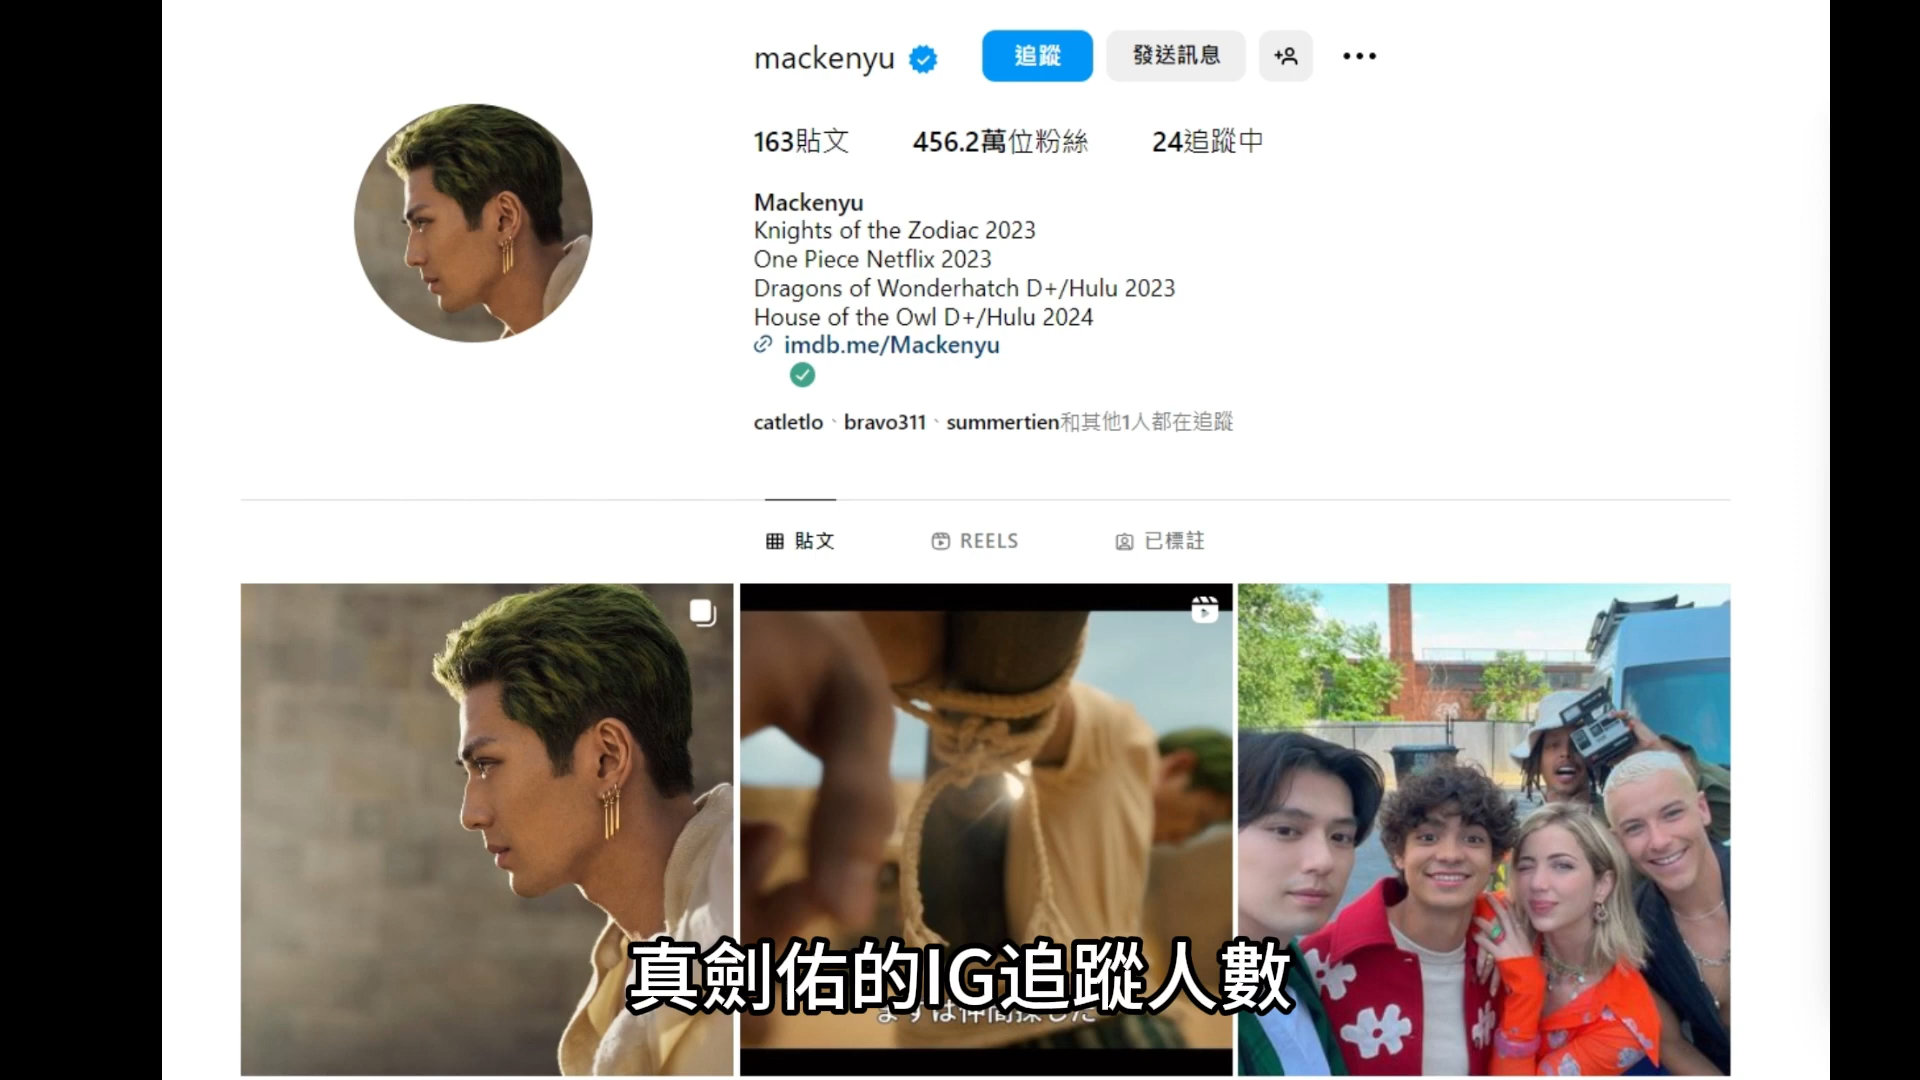 mackenyu 追蹤 發送訊息
163貼文 456.2萬位粉絲 24追蹤中
Mackenyu
Knights of the Zodiac 2023
One Piece Netflix 2023
Dragons of Wonderhatch D+/Hulu 2023
House of the Owl D+/Hulu 2024
imdb.me/Mackenyu
catletlo、bravo311、summertien和其他1人都在追蹤
貼文 REELS 已標註
真劍佑的IG追蹤人數